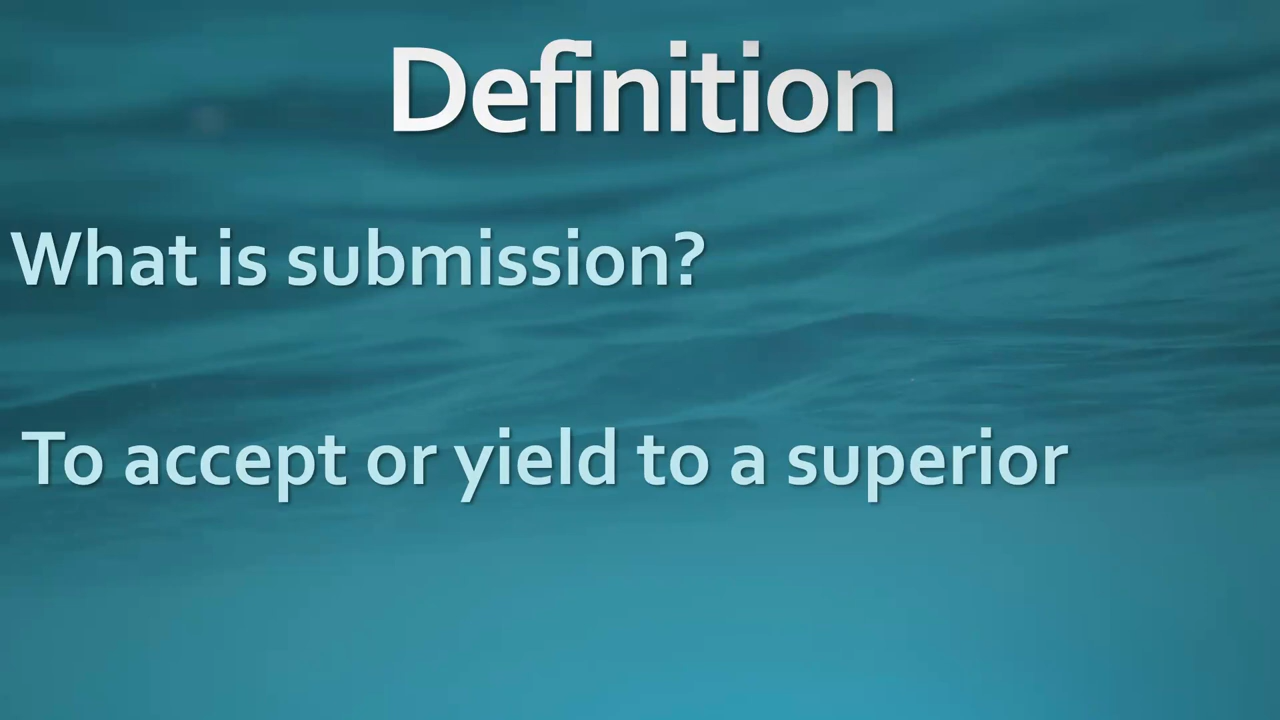 Definition
What is submission?
To accept or yield to a superior